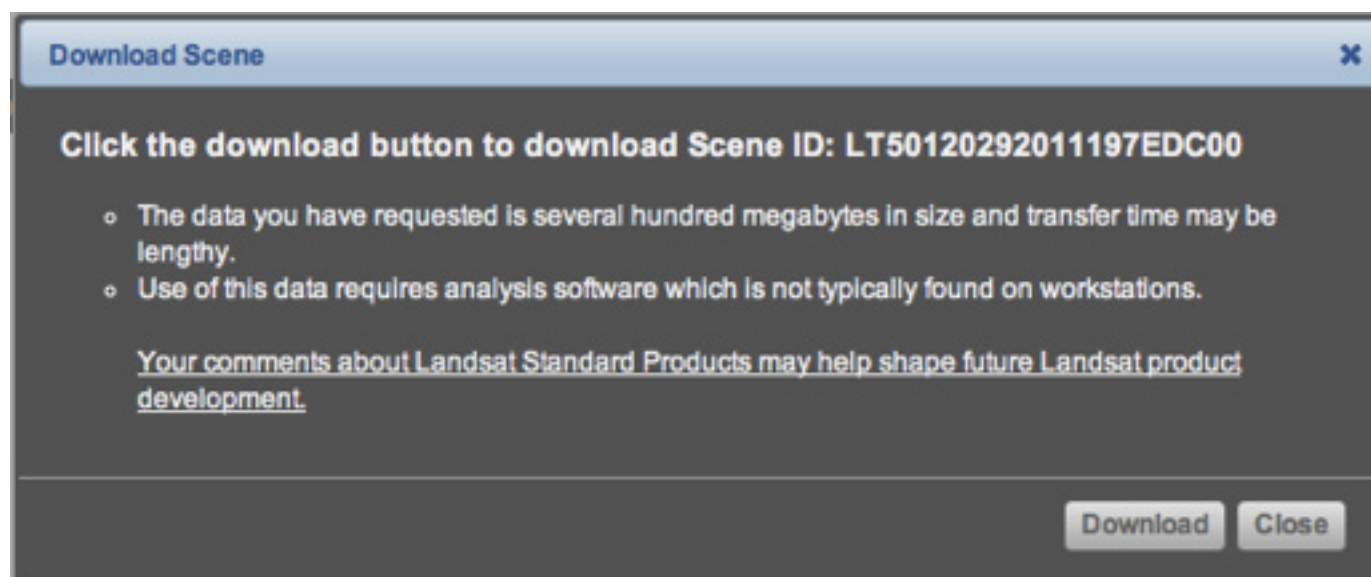 Download Scene
Click the download button to download Scene ID: LT50120292011197EDC00
The data you have requested is several hundred megabytes in size and transfer time may be
lengthy.
Use of this data requires analysis software which is not typically found on workstations.
Your comments about Landsat Standard Products may help shape future Landsat product
development.
Download Close